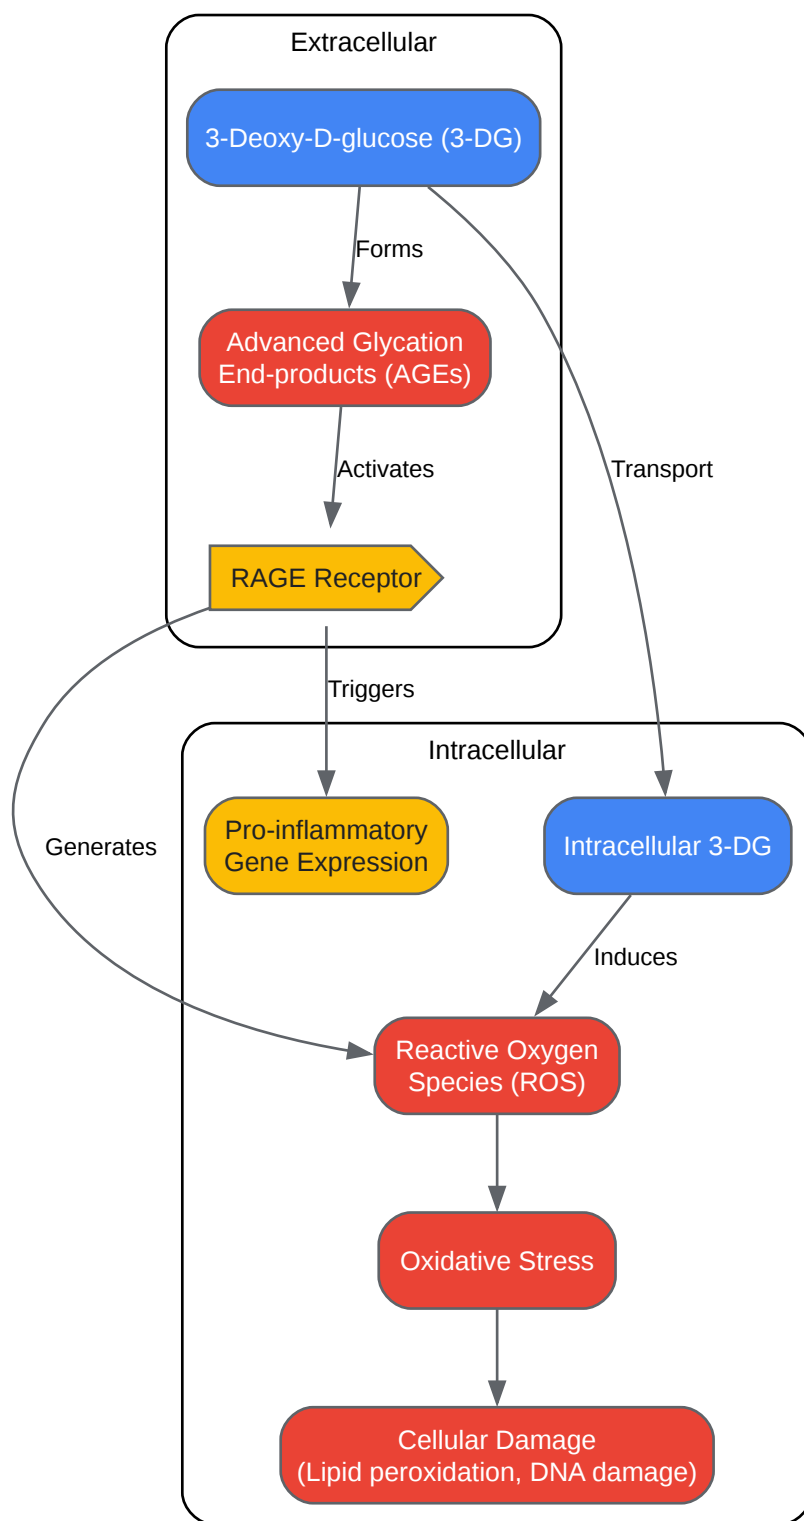 Extracellular
3-Deoxy-D-glucose (3-DG)
Forms
Advanced Glycation
End-products (AGEs)
Activates
Transport
RAGE Receptor
Triggers
Intracellular
Pro-inflammatory
Gene Expression
Intracellular 3-DG
Generates
Induces
Reactive Oxygen
Species (ROS)
Oxidative Stress
Cellular Damage
(Lipid peroxidation, DNA damage)